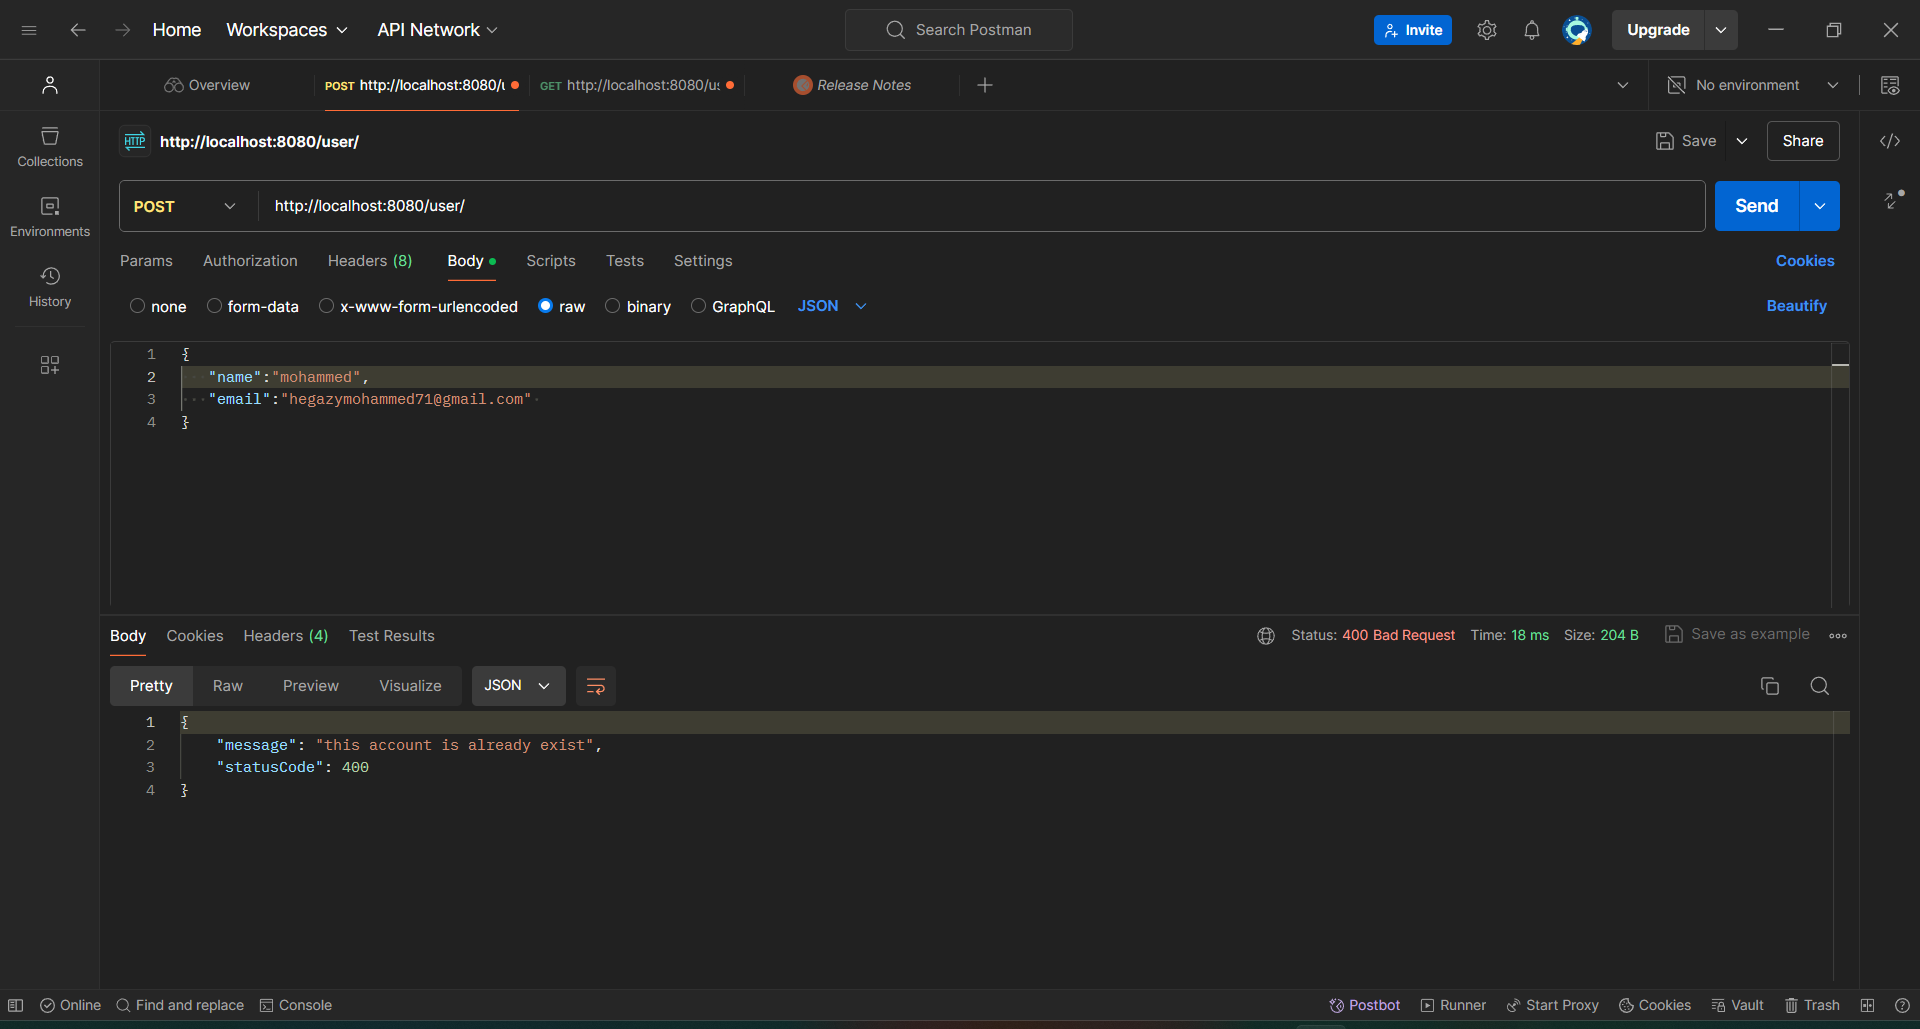 Home Workspaces API Network Search Postman Invite Upgrade
Overview POST http://localhost:8080/u GET http://localhost:8080/us Release Notes No environment
HTTP http://localhost:8080/user/ Save Share
POST http://localhost:8080/user/ Send
Params Authorization Headers (8) Body Scripts Tests Settings Cookies
none form-data x-www-form-urlencoded raw binary GraphQL JSON Beautify
Collections
Environments
History
1 {
2 "name":"mohammed",
3 "email":"hegazymohammed71@gmail.com"
4 }
Body Cookies Headers (4) Test Results Status: 400 Bad Request Time: 18 ms Size: 204 B Save as example
Pretty Raw Preview Visualize JSON
1 {
2 "message": "this account is already exist",
3 "statusCode": 400
4 }
Online Find and replace Console Postbot Runner Start Proxy Cookies Vault Trash